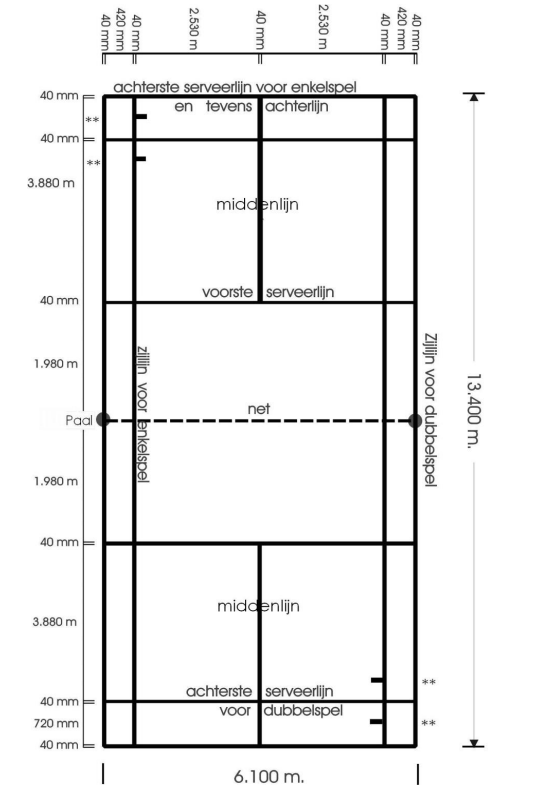 40 mm
420 mm
40 mm
2.530 m
40 mm
2.530 m
40 mm
420 mm
40 mm
achterste serveerlijn voor enkelspel
en tevens achterlijn
40 mm
**
40 mm
**
3.880 m
middenlijn
40 mm
voorste serveerlijn
1.980 m
zijlijn voor enkelspel
Zijlijn voor dubbelspel
13.400 m.
net
Paal
1.980 m
40 mm
middenlijn
3.880 m
**
achterste serveerlijn
40 mm
voor dubbelspel
720 mm
**
40 mm
6.100 m.